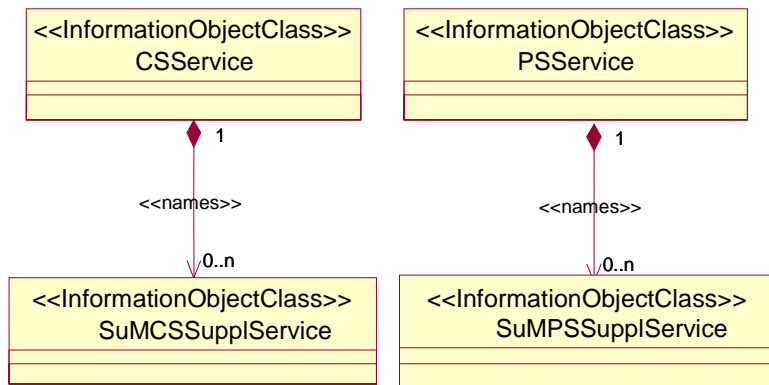 <<InformationObjectClass>>
CSService
<<InformationObjectClass>>
PSService
1
1
<<names>>
<<names>>
0..n
0..n
<<InformationObjectClass>>
SuMCSSupplService
<<InformationObjectClass>>
SuMPSSupplService